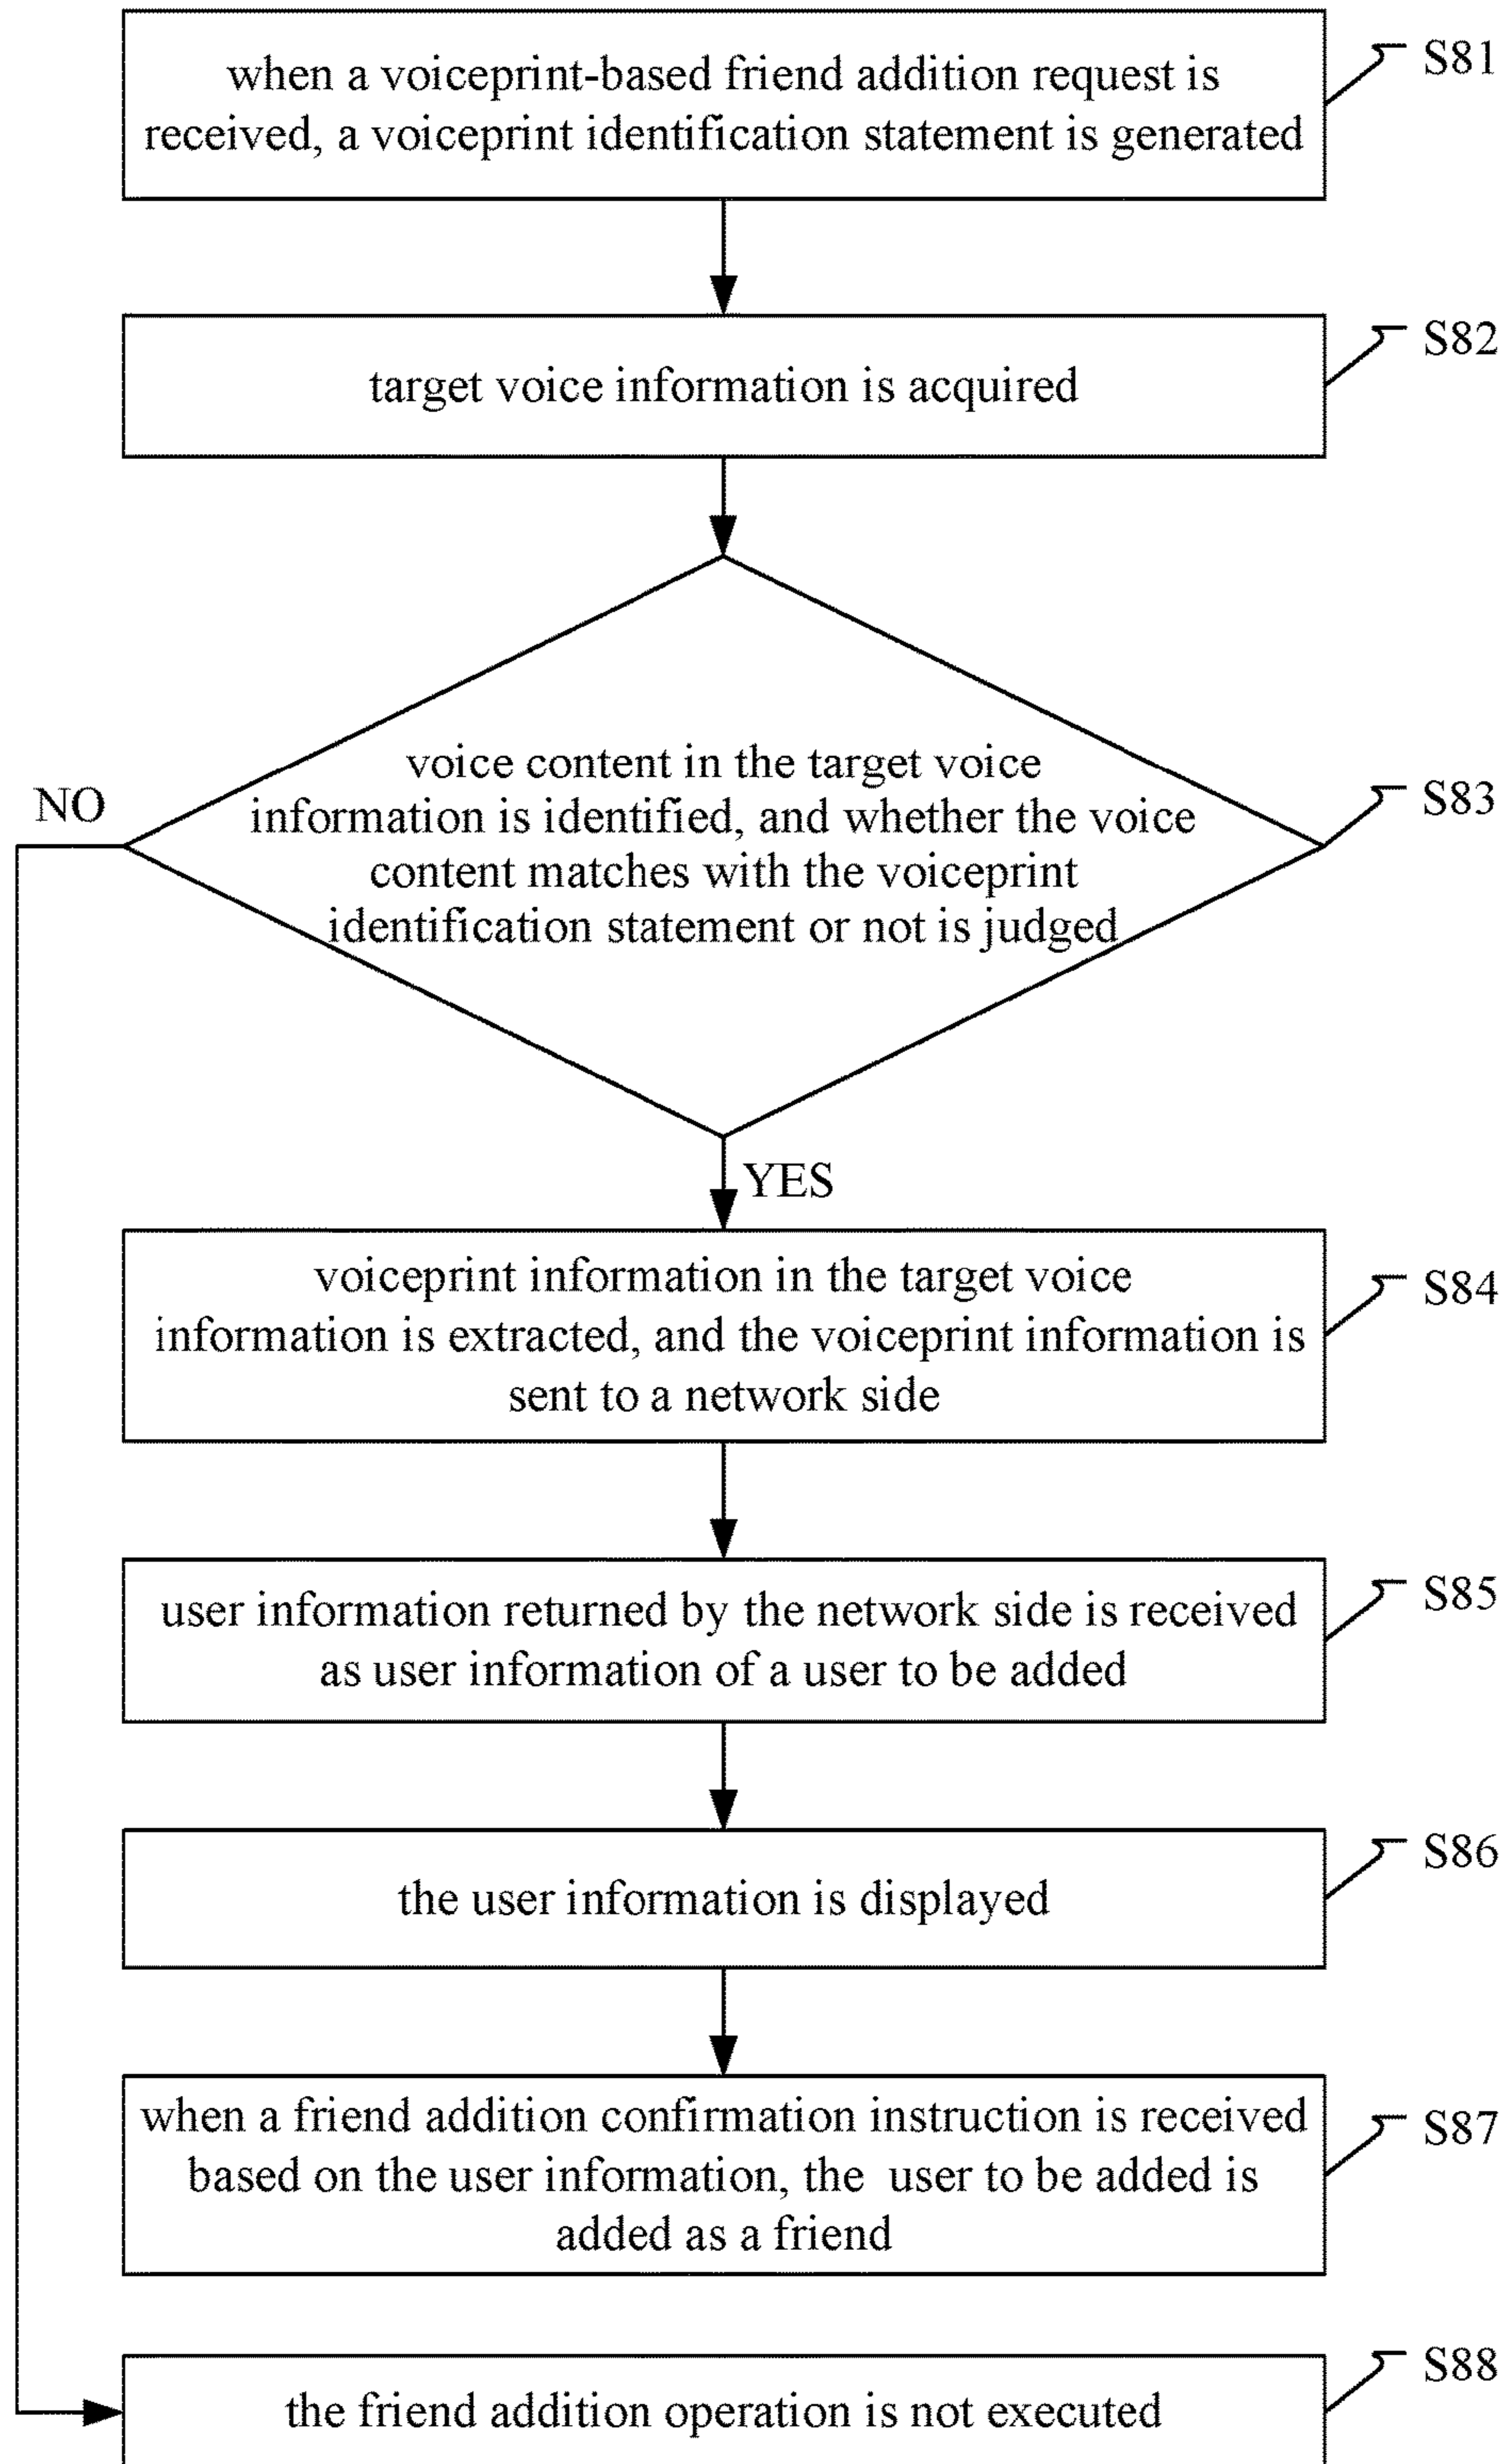 when a voiceprint-based friend addition request is
received, a voiceprint identification statement is generated
S81
target voice information is acquired
S82
voice content in the target voice
information is identified, and whether the voice
content matches with the voiceprint
identification statement or not is judged
NO
S83
YES
voiceprint information in the target voice
information is extracted, and the voiceprint information is
sent to a network side
S84
user information returned by the network side is received
as user information of a user to be added
S85
the user information is displayed
S86
when a friend addition confirmation instruction is received
based on the user information, the user to be added is
added as a friend
S87
the friend addition operation is not executed
S88